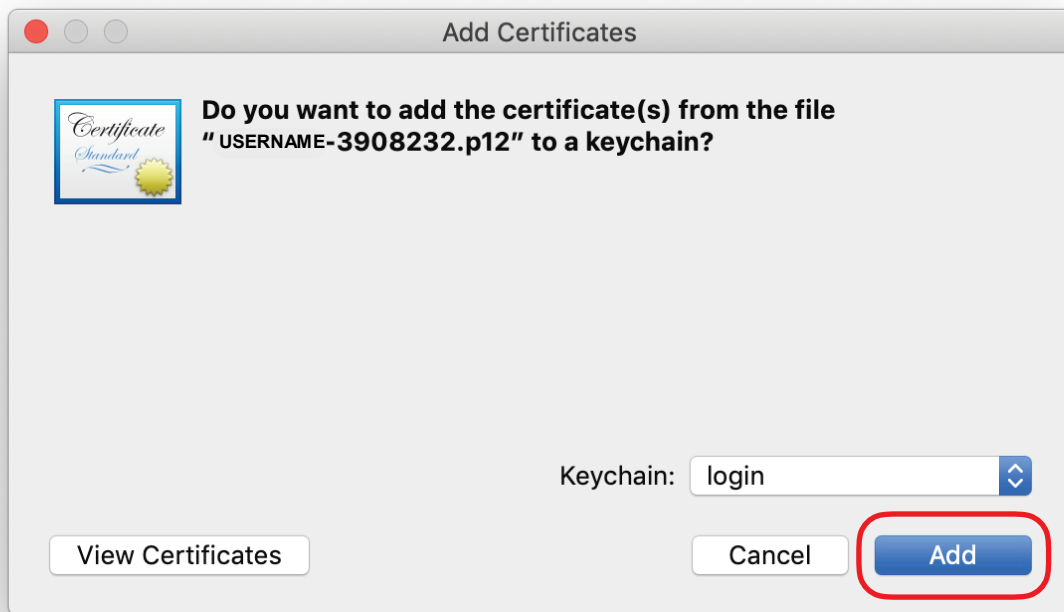 Add Certificates
Certificate
Standard
Do you want to add the certificate(s) from the file
“USERNAME-3908232.p12” to a keychain?
Keychain: login
View Certificates Cancel Add